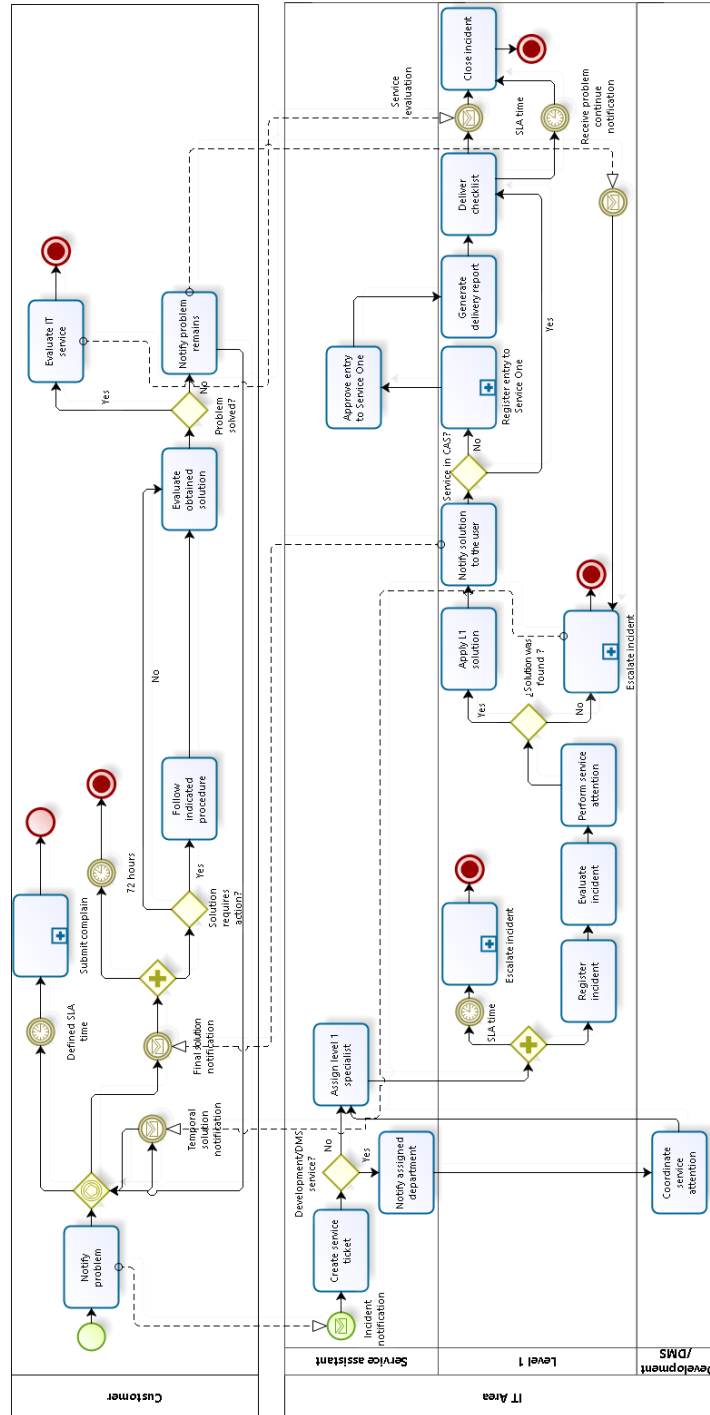 Customer
Notify
problem
Defined SLA
time
Submit complain
Temporal
solution
notification
Final solution
notification
72 hours
Solution
requires
action?
Yes
No
Follow
indicated
procedure
Evaluate
obtained
solution
Problem
solved?
Yes
No
Evaluate IT
service
Notify problem
remains
IT Area
Service assistant
Level 1
Development
/DMS
Incident
notification
Create service
ticket
Development/DMS
service?
No
Yes
Notify assigned
department
Assign level 1
specialist
Coordinate
service
attention
SLA time
Escalate incident
Register
incident
Evaluate
incident
Perform service
attention
¿Solution was
found ?
Yes
No
Apply L1
solution
Escalate incident
Notify solution
to the user
Service in CAS?
No
Yes
Register entry to
Service One
Approve entry
to Service One
Generate
delivery report
Deliver
checklist
Service
evaluation
SLA time
Receive problem
continue
notification
Close incident